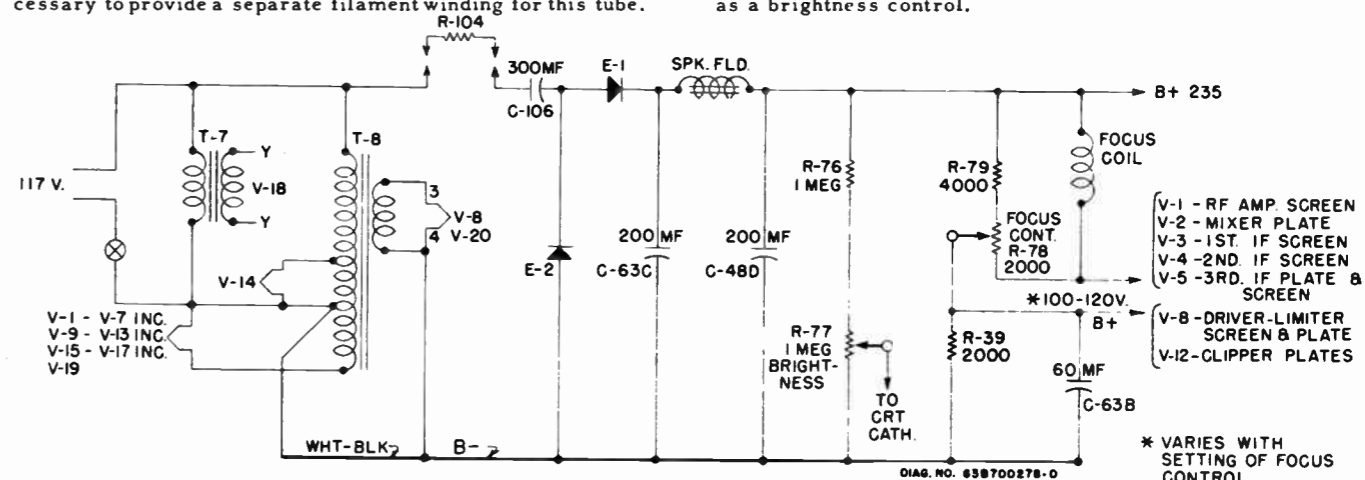 cessary to provide a separate filament winding for this tube.
as a brightness control.
R-104
300MF
C-106
E-1
SPK. FLD.
B+ 235
T-7
Y
V-18
Y
T-8
3
4
V-8
V-20
117 V.
V-14
V-1 - V-7 INC.
V-9 - V-13 INC.
V-15 - V-17 INC.
V-19
E-2
200 MF
C-63C
200 MF
C-48D
R-76
1 MEG
R-77
1 MEG
BRIGHT-
NESS
TO
CRT
CATH.
R-79
4000
FOCUS
CONT.
R-78
2000
FOCUS
COIL
R-39
2000
*100-120V.
B+
60 MF
C-63B
V-1 - RF AMP. SCREEN
V-2 - MIXER PLATE
V-3 - 1ST. IF SCREEN
V-4 - 2ND. IF SCREEN
V-5 - 3RD. IF PLATE &
SCREEN
V-8 - DRIVER-LIMITER
SCREEN & PLATE
V-12 - CLIPPER PLATES
WHT-BLK
B-
DIAG. NO. 63B700278-D
* VARIES WITH
SETTING OF FOCUS
CONTROL